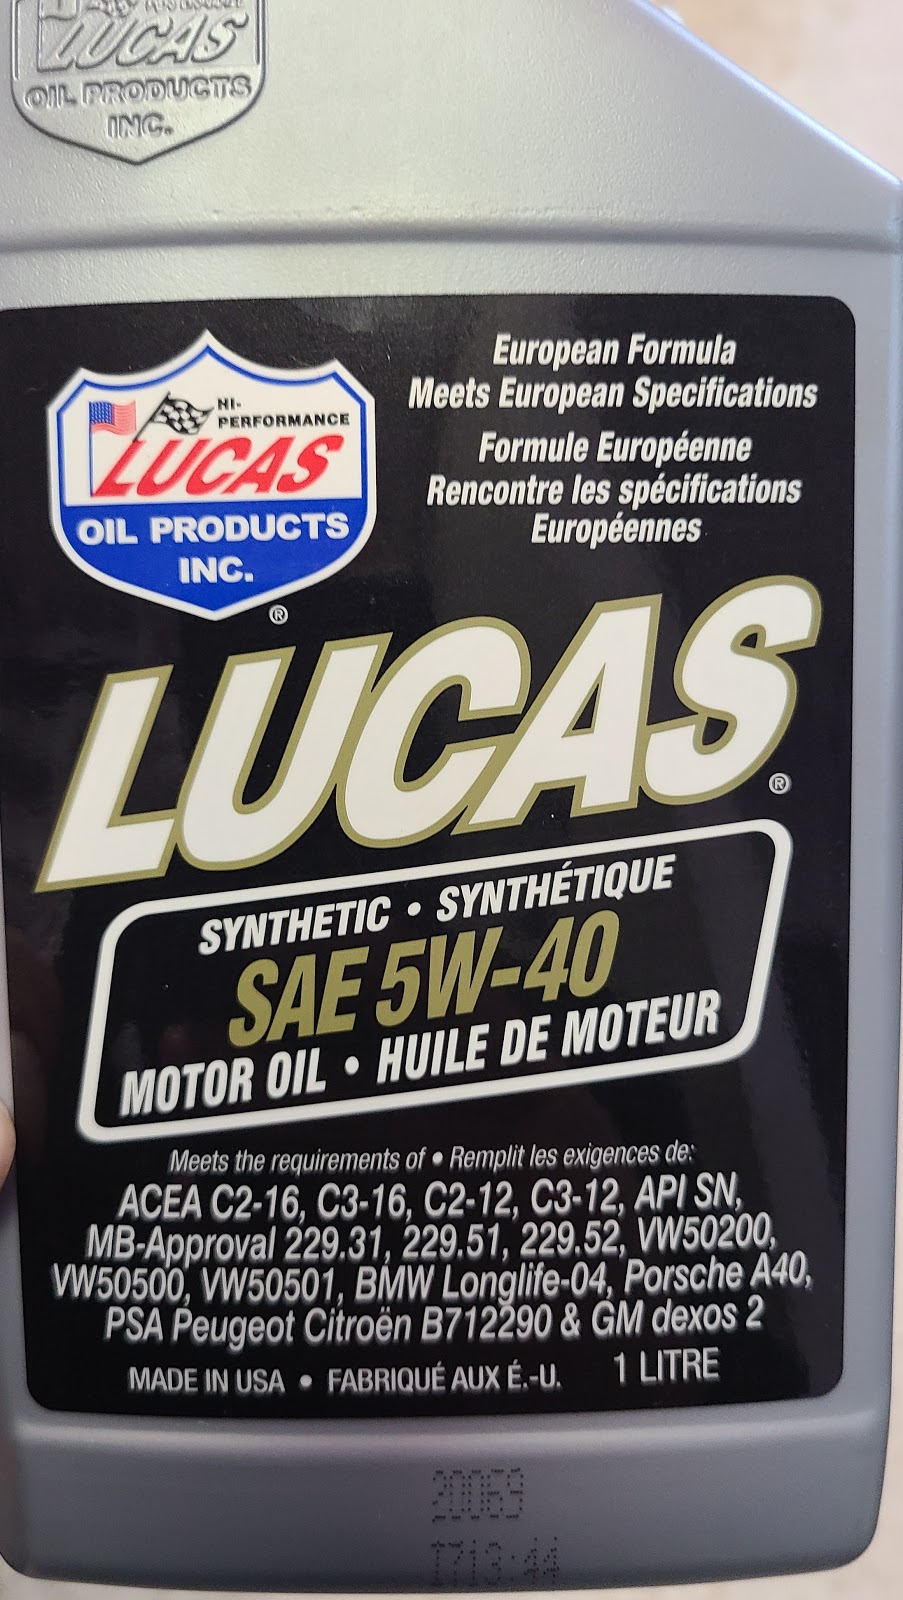 LUCAS
OIL PRODUCTS
INC.
European Formula
Meets European Specifications
Formule Européenne
Rencontre les spécifications
Européennes
HI-
PERFORMANCE
LUCAS
OIL PRODUCTS
INC.
®
LUCAS
®
SYNTHETIC • SYNTHÉTIQUE
SAE 5W-40
MOTOR OIL • HUILE DE MOTEUR
Meets the requirements of • Remplit les exigences de:
ACEA C2-16, C3-16, C2-12, C3-12, API SN,
MB-Approval 229.31, 229.51, 229.52, VW50200,
VW50500, VW50501, BMW Longlife-04, Porsche A40,
PSA Peugeot Citroën B712290 & GM dexos 2
MADE IN USA • FABRIQUÉ AUX É.-U. 1 LITRE
20069
1713:44